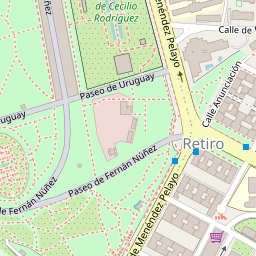 de Cecilio
Rodríguez
Menéndez Pelayo
Calle de
Paseo de Uruguay
Calle Anunciación
Retiro
Paseo de Fernán Núñez
de Fernán Núñez
de Menéndez Pelayo